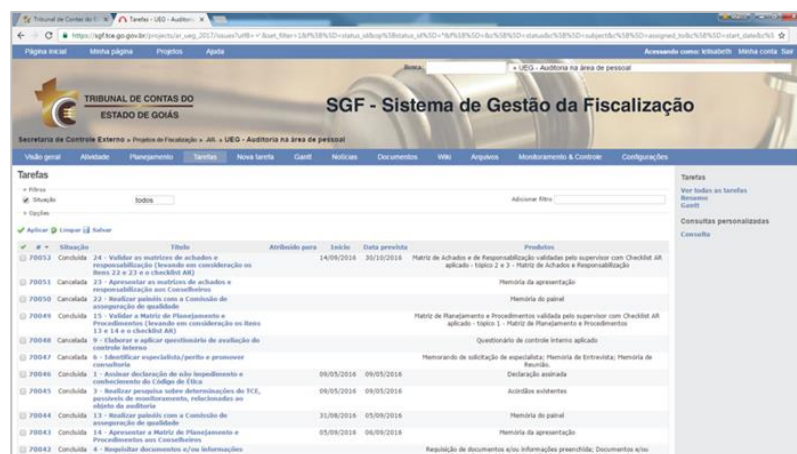 Tribunal de Contas do E
Tarefas - UEG - Auditori
https://sgf.tce.go.gov.br/projects/ar_ueg_2017/issues?utf8=
Página inicial Minha página Projetos Ajuda
Acessando como: Minha conta Sair
Busca: » UEG - Auditoria na área de pessoal
TRIBUNAL DE CONTAS DO
ESTADO DE GOIÁS
SGF - Sistema de Gestão da Fiscalização
Secretaria de Controle Externo » Projetos de Fiscalização » AR » UEG - Auditoria na área de pessoal
Visão geral Atividade Planejamento Tarefas Nova tarefa Gantt Notícias Documentos Wiki Arquivos Monitoramento & Controle Configurações
Tarefas
Filtros
Situação todos Adicionar filtro
Opções
Aplicar Limpar Salvar
# Situação Título Atribuído para Início Data prevista Produtos
70053 Concluída 24 - Validar as matrizes de achados e 14/09/2016 30/10/2016 Matriz de Achados e de Responsabilização validadas pelo supervisor com Checklist AR
responsabilização (levando em consideração os aplicado - tópico 2 e 3 - Matriz de Achados e Responsabilização
itens 22 e 23 e o checklist AR)
70051 Cancelada 23 - Apresentar as matrizes de achados e Memória da apresentação
responsabilização aos Conselheiros
70050 Cancelada 22 - Realizar painéis com a Comissão de Memória do painel
asseguração de qualidade
70049 Concluída 15 - Validar a Matriz de Planejamento e Matriz de Planejamento e Procedimentos validada pelo supervisor com Checklist AR
Procedimentos (levando em consideração os itens aplicado - tópico 1 - Matriz de Planejamento e Procedimentos
13 e 14 e o checklist AR)
70048 Cancelada 9 - Elaborar e aplicar questionário de avaliação do Questionário de controle interno aplicado
controle interno
70047 Cancelada 6 - Identificar especialista/perito e promover Memorando de solicitação de especialista; Memória de Entrevista; Memória de
consultoria Reunião;
70046 Concluída 1 - Assinar declaração de não impedimento e 09/05/2016 09/05/2016 Declaração assinada
conhecimento do Código de Ética
70045 Concluída 3 - Realizar pesquisa sobre determinações do TCE, 09/05/2016 09/05/2016 Acórdãos existentes
passíveis de monitoramento, relacionadas ao
objeto da auditoria
70044 Concluída 13 - Realizar painéis com a Comissão de 31/08/2016 05/09/2016 Memória do painel
asseguração de qualidade
70043 Concluída 14 - Apresentar a Matriz de Planejamento e 05/09/2016 06/09/2016 Memória da apresentação
Procedimentos aos Conselheiros
70042 Concluída 4 - Requisitar documentos e/ou informações Requisição de documentos e/ou informações preenchida; Documentos e/ou
Tarefas
Ver todas as tarefas
Resumo
Gantt
Consultas personalizadas
Consulta